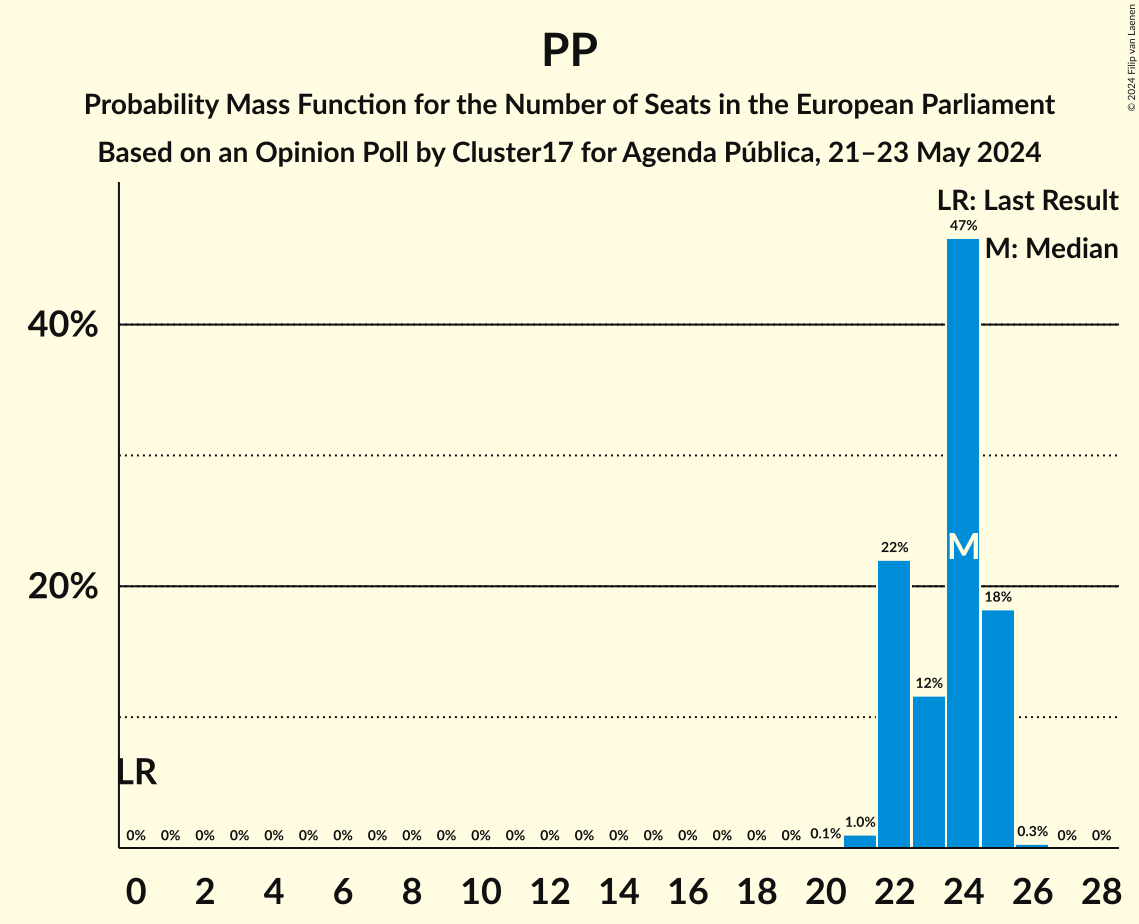 PP
Probability Mass Function for the Number of Seats in the European Parliament
Based on an Opinion Poll by Cluster17 for Agenda Pública, 21–23 May 2024
© 2024 Filip van Laenen
LR: Last Result
M: Median
47%
40%
22%
M
20%
18%
12%
LR
0% 0% 0% 0% 0% 0% 0% 0% 0% 0% 0% 0% 0% 0% 0% 0% 0% 0% 0% 0% 0.1% 1.0% 0.3% 0% 0%
0 2 4 6 8 10 12 14 16 18 20 22 24 26 28